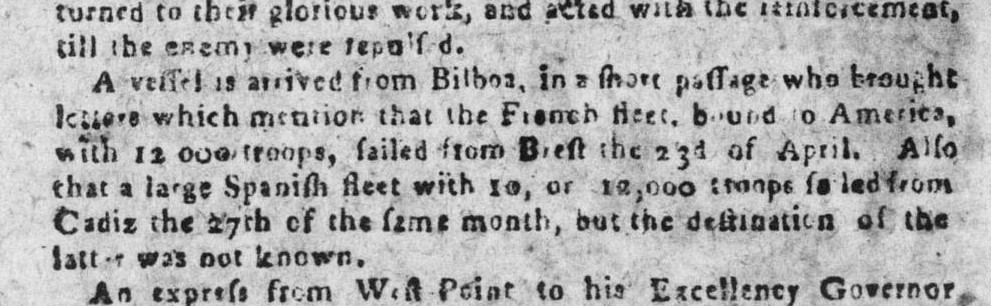 turned to their glorious work, and acted with the reinforcement,
till the enemy were repulſed.
A veſſel is arrived from Bilboa, in a ſhort paſſage who brought
letters which mention that the French fleet, bound to America,
with 12 000 troops, ſailed from Breſt the 23d of April. Alſo
that a large Spaniſh fleet with 10, or 12,000 troops ſailed from
Cadiz the 27th of the ſame month, but the deſtination of the
latter was not known.
An expreſs from Weſt-Point to his Excellency Governor